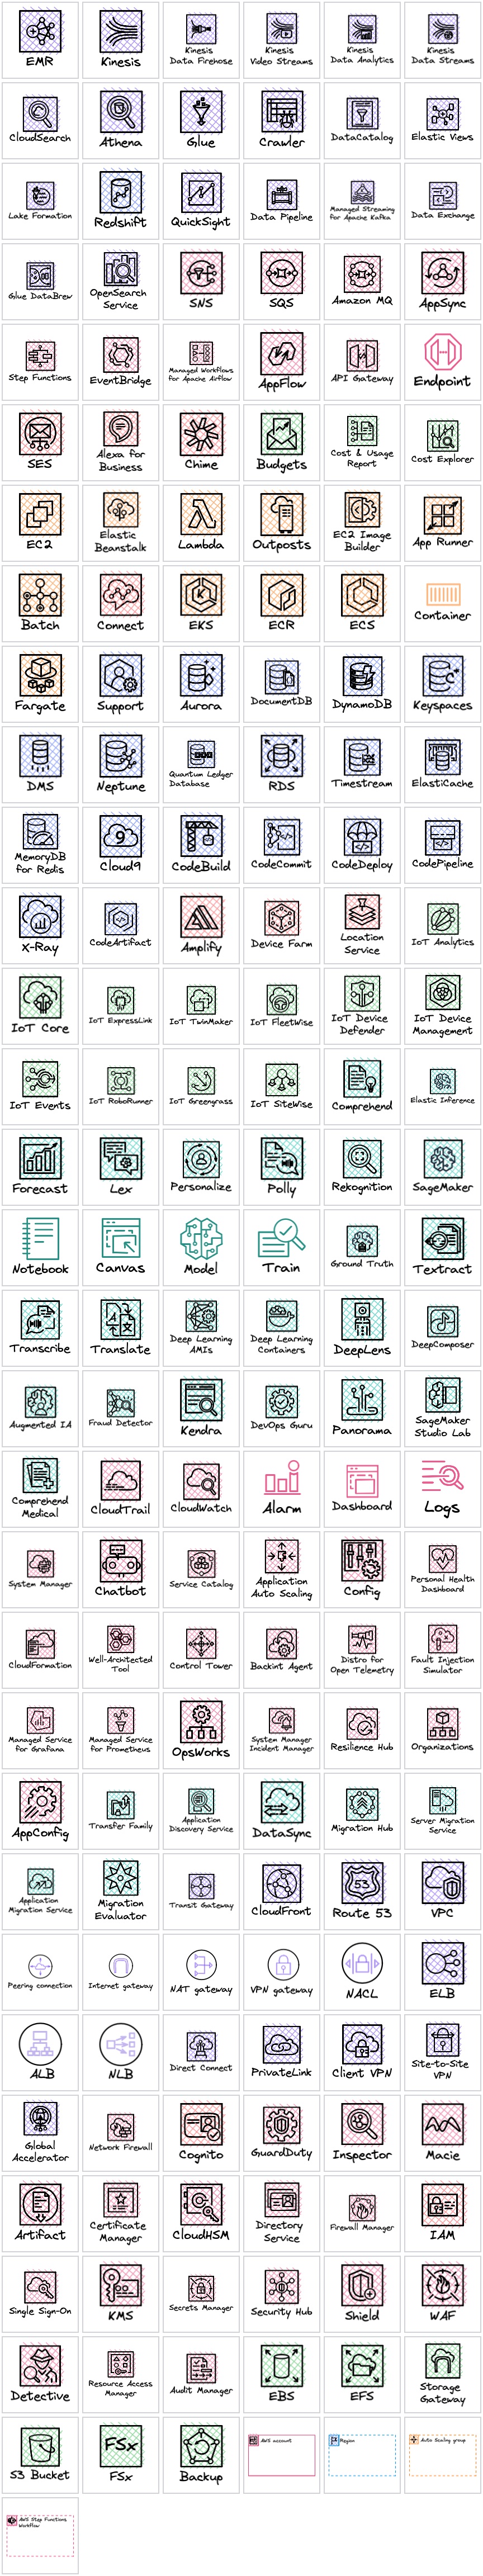 EMR
Kinesis
Kinesis
Data Firehose
Kinesis
Video Streams
Kinesis
Data Analytics
Kinesis
Data Streams
CloudSearch
Athena
Glue
Crawler
DataCatalog
Elastic Views
Lake Formation
Redshift
QuickSight
Data Pipeline
Managed Streaming
for Apache Kafka
Data Exchange
Glue DataBrew
OpenSearch
Service
SNS
SQS
Amazon MQ
AppSync
Step Functions
EventBridge
Managed Workflows
for Apache Airflow
AppFlow
API Gateway
Endpoint
SES
Alexa for
Business
Chime
Budgets
Cost & Usage
Report
Cost Explorer
EC2
Elastic
Beanstalk
Lambda
Outposts
EC2 Image
Builder
App Runner
Batch
Connect
EKS
ECR
ECS
Container
Fargate
Support
Aurora
DocumentDB
DynamoDB
Keyspaces
DMS
Neptune
Quantum Ledger
Database
RDS
Timestream
ElastiCache
MemoryDB
for Redis
9
Cloud9
CodeBuild
CodeCommit
CodeDeploy
CodePipeline
X-Ray
CodeArtifact
Amplify
Device Farm
Location
Service
IoT Analytics
IoT Core
IoT ExpressLink
IoT TwinMaker
IoT FleetWise
IoT Device
Defender
IoT Device
Management
IoT Events
IoT RoboRunner
IoT Greengrass
IoT SiteWise
Comprehend
Elastic Inference
Forecast
Lex
Personalize
Polly
Rekognition
SageMaker
Notebook
Canvas
Model
Train
Ground Truth
Textract
Transcribe
Translate
Deep Learning
AMIs
Deep Learning
Containers
DeepLens
DeepComposer
Augmented IA
Fraud Detector
Kendra
DevOps Guru
Panorama
SageMaker
Studio Lab
Comprehend
Medical
CloudTrail
CloudWatch
Alarm
Dashboard
Logs
System Manager
Chatbot
Service Catalog
Application
Auto Scaling
Config
Personal Health
Dashboard
CloudFormation
Well-Architected
Tool
Control Tower
Backint Agent
Distro for
Open Telemetry
Fault Injection
Simulator
Managed Service
for Grafana
Managed Service
for Prometheus
OpsWorks
System Manager
Incident Manager
Resilience Hub
Organizations
AppConfig
Transfer Family
Application
Discovery Service
DataSync
Migration Hub
Server Migration
Service
Application
Migration Service
Migration
Evaluator
Transit Gateway
CloudFront
53
Route 53
VPC
Peering connection
Internet gateway
NAT gateway
VPN gateway
NACL
ELB
ALB
NLB
Direct Connect
PrivateLink
Client VPN
Site-to-Site
VPN
Global
Accelerator
Network Firewall
Cognito
GuardDuty
Inspector
Macie
Artifact
Certificate
Manager
CloudHSM
Directory
Service
Firewall Manager
IAM
Single Sign-On
KMS
Secrets Manager
Security Hub
Shield
WAF
Detective
Resource Access
Manager
Audit Manager
EBS
EFS
Storage
Gateway
S3 Bucket
FSx
FSx
Backup
AWS account
Region
Auto Scaling group
AWS Step Functions
Workflow